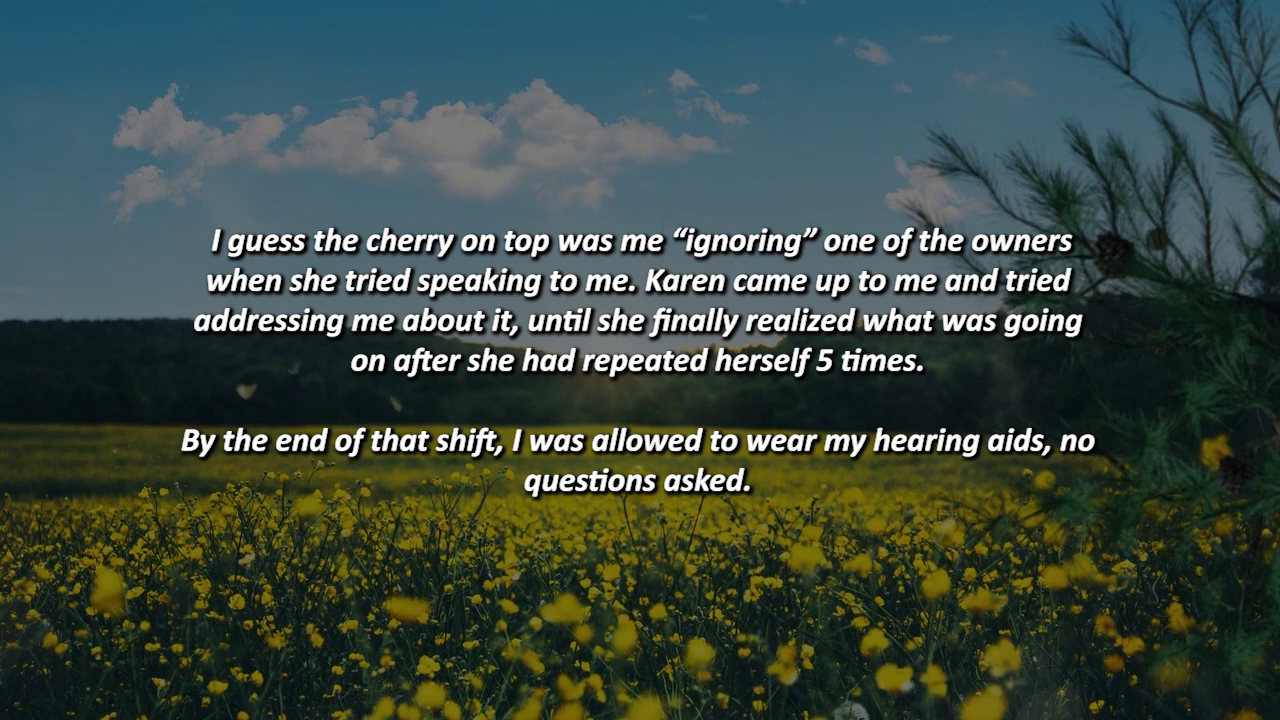 I guess the cherry on top was me “ignoring” one of the owners
when she tried speaking to me. Karen came up to me and tried
addressing me about it, until she finally realized what was going
on after she had repeated herself 5 times.
By the end of that shift, I was allowed to wear my hearing aids, no
questions asked.